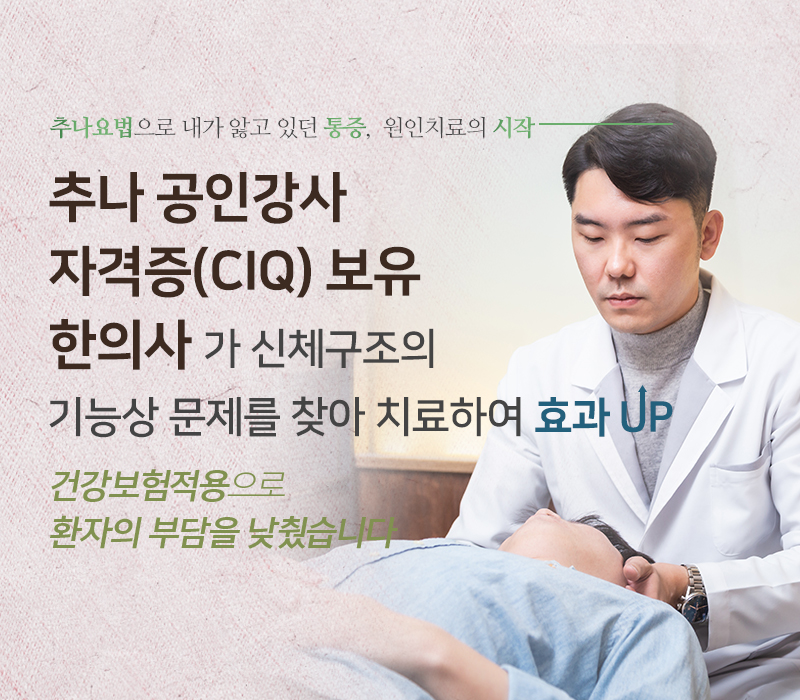 추나요법으로 내가 앓고 있던 통증, 원인치료의 시작
추나 공인강사
자격증(CIQ) 보유
한의사 가 신체구조의
기능상 문제를 찾아 치료하여 효과 UP
건강보험적용으로
환자의 부담을 낮췄습니다